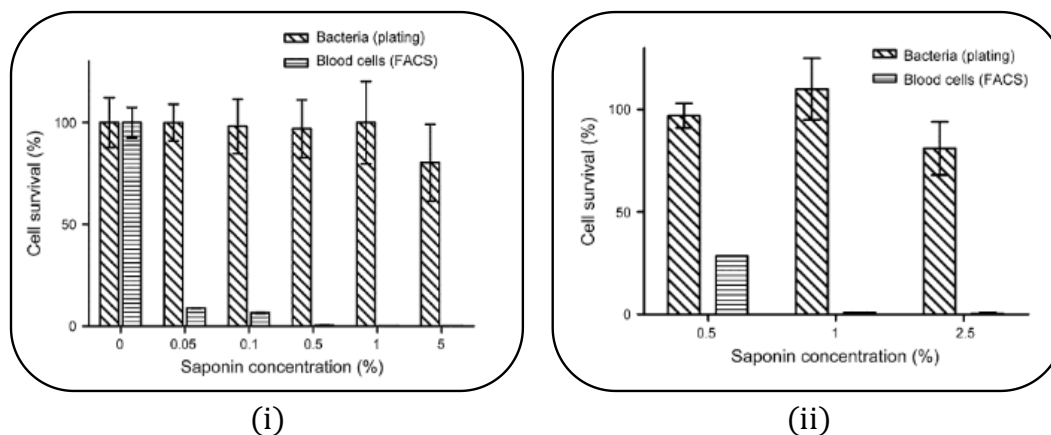 Bacteria (plating)
Blood cells (FACS)
Cell survival (%)
100
50
0
0 0.05 0.1 0.5 1 5
Saponin concentration (%)
(i)
Bacteria (plating)
Blood cells (FACS)
Cell survival (%)
100
50
0
0.5 1 2.5
Saponin concentration (%)
(ii)